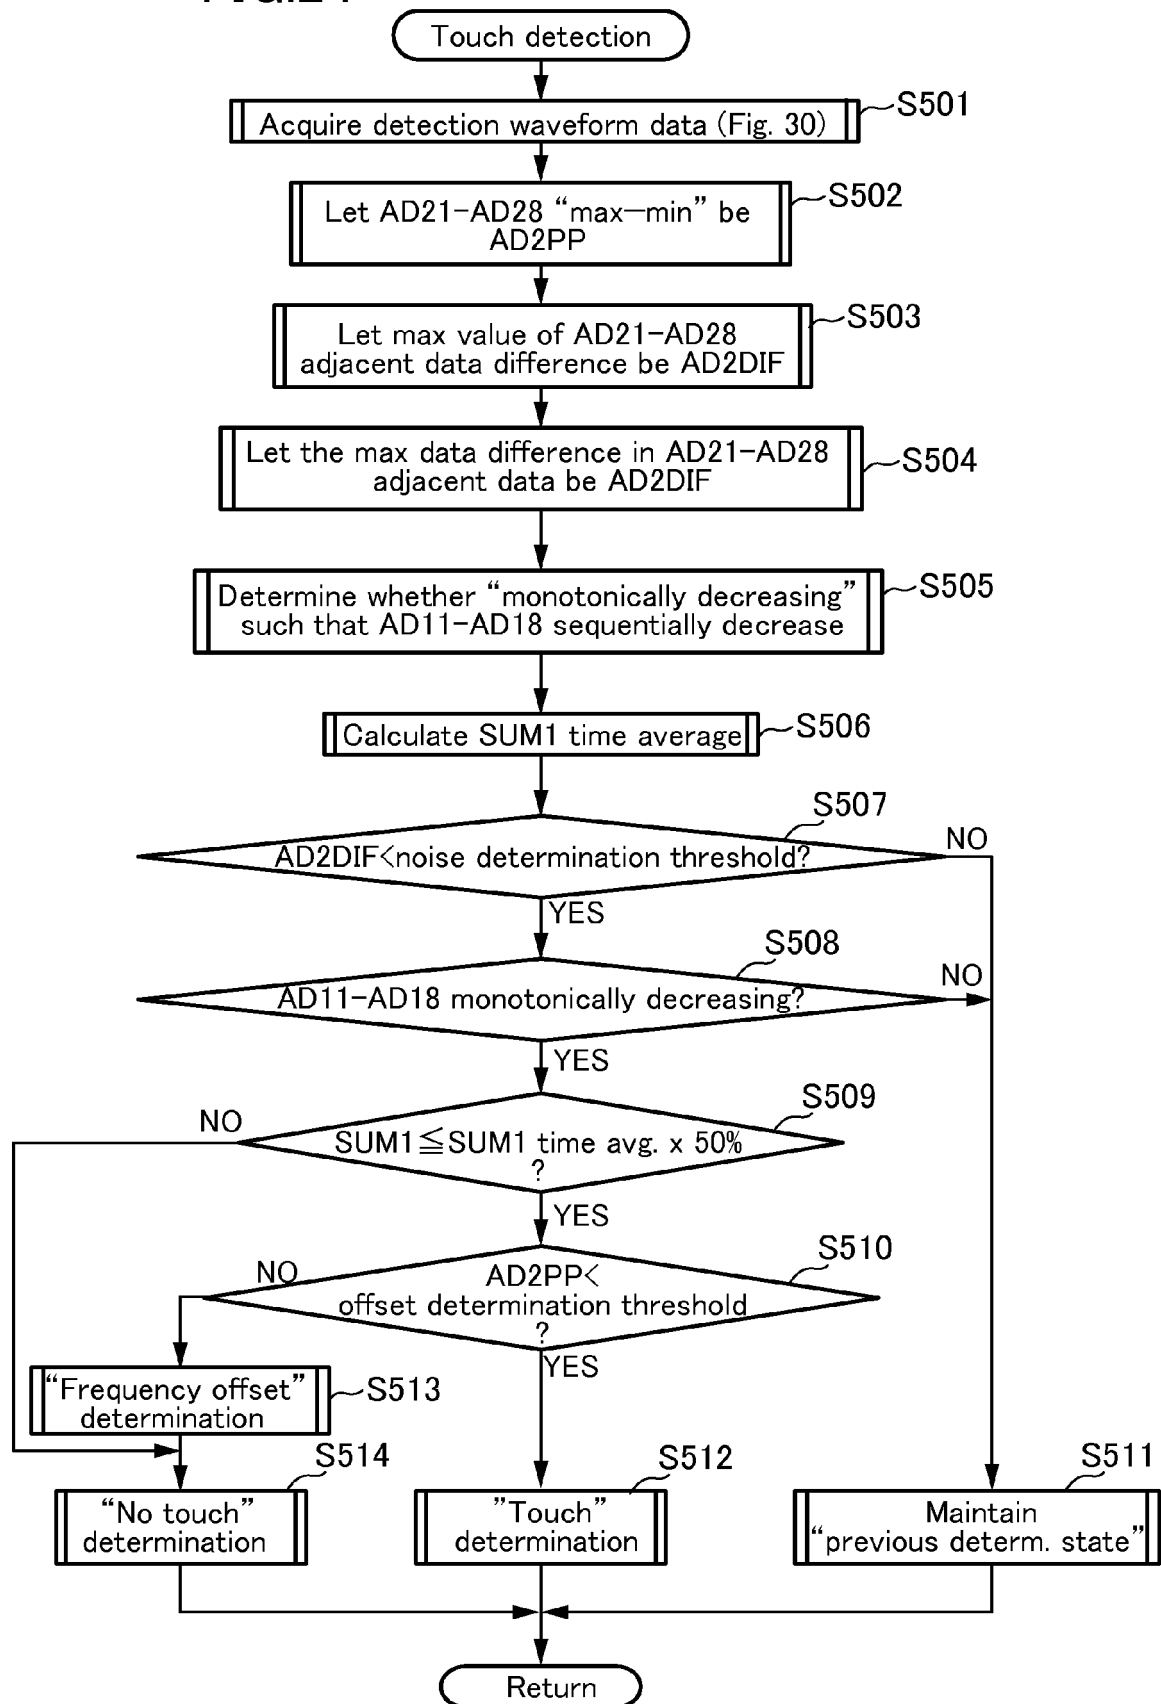 Touch detection
S501
Acquire detection waveform data (Fig. 30)
S502
Let AD21-AD28 “max-min” be
AD2PP
S503
Let max value of AD21-AD28
adjacent data difference be AD2DIF
S504
Let the max data difference in AD21-AD28
adjacent data be AD2DIF
S505
Determine whether “monotonically decreasing”
such that AD11-AD18 sequentially decrease
S506
Calculate SUM1 time average
S507
AD2DIF<noise determination threshold?
NO
YES
S508
AD11-AD18 monotonically decreasing?
NO
YES
S509
NO
SUM1≦SUM1 time avg. x 50%
?
YES
S510
NO
AD2PP<
offset determination threshold
?
YES
“Frequency offset”
determination
S513
S514
S512
S511
“No touch”
determination
”Touch”
determination
Maintain
“previous determ. state”
Return